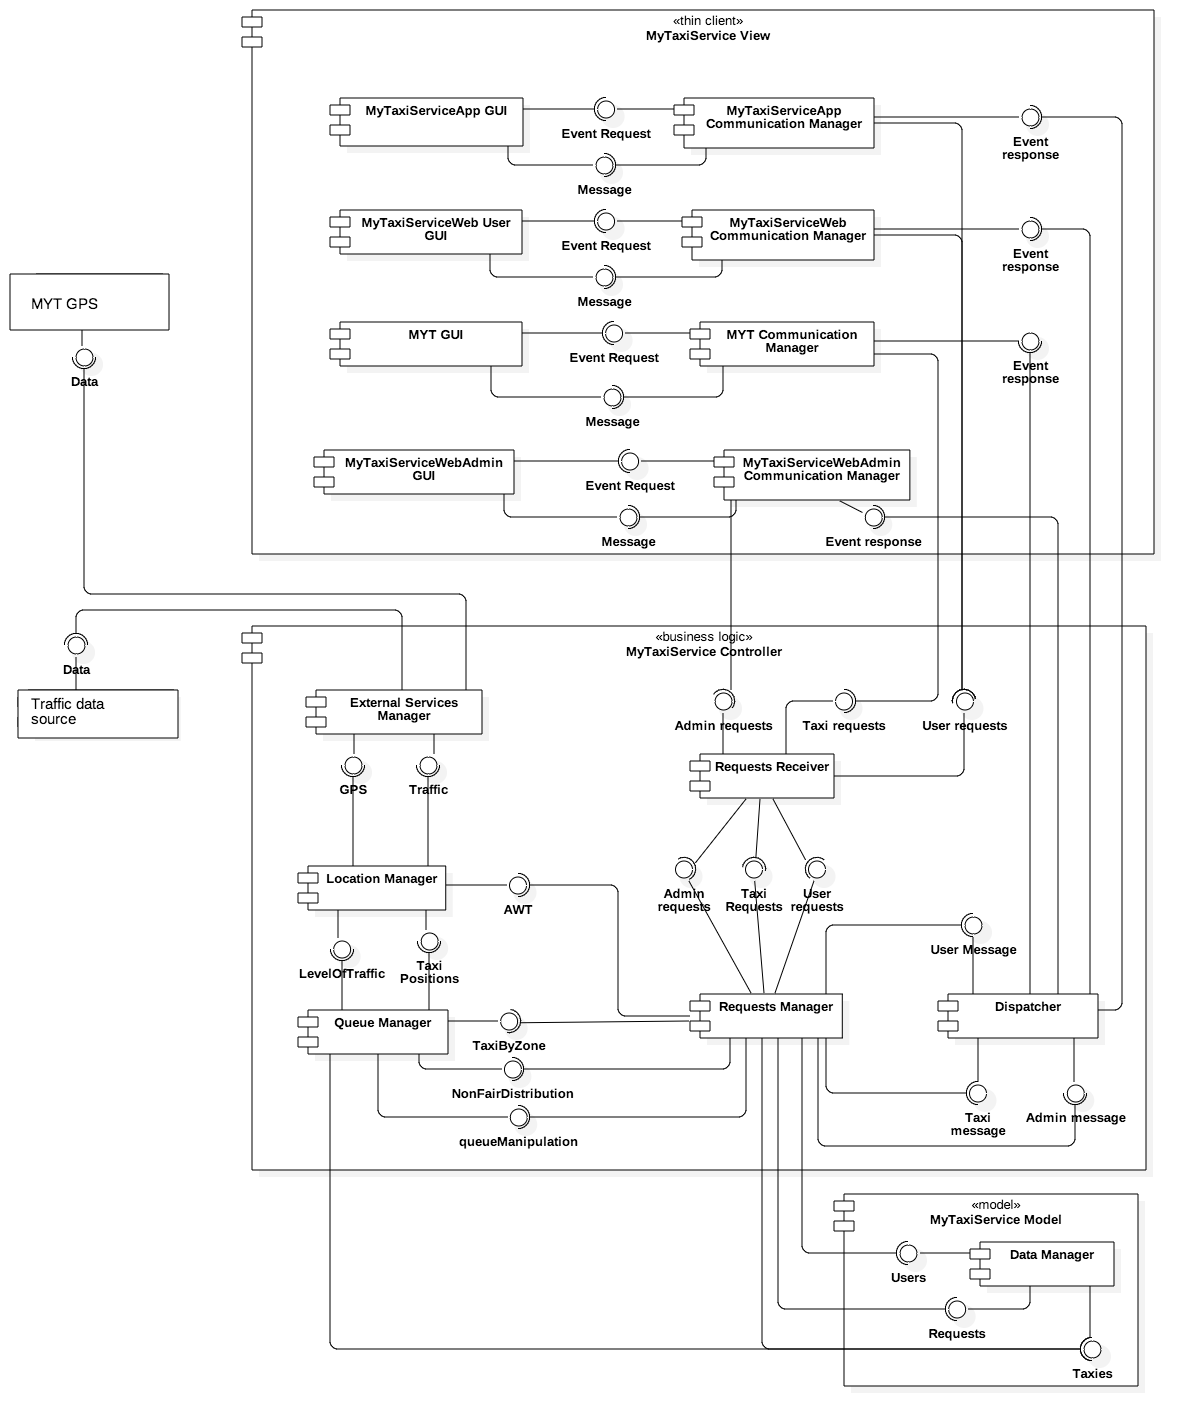 «thin client»
MyTaxiService View
MyTaxiServiceApp GUI
Event Request
MyTaxiServiceApp
Communication Manager
Event
response
Message
MyTaxiServiceWeb User
GUI
Event Request
MyTaxiServiceWeb
Communication Manager
Event
response
Message
MYT GPS
Data
MYT GUI
Event Request
MYT Communication
Manager
Event
response
Message
MyTaxiServiceWebAdmin
GUI
Event Request
MyTaxiServiceWebAdmin
Communication Manager
Message
Event response
«business logic»
MyTaxiService Controller
Data
Traffic data
source
External Services
Manager
Admin requests
Taxi requests
User requests
Requests Receiver
GPS
Traffic
Location Manager
AWT
Admin
requests
Taxi
Requests
User
requests
LevelOfTraffic
Taxi
Positions
User Message
Queue Manager
TaxiByZone
Requests Manager
Dispatcher
NonFairDistribution
queueManipulation
Taxi
message
Admin message
«model»
MyTaxiService Model
Data Manager
Users
Requests
Taxies